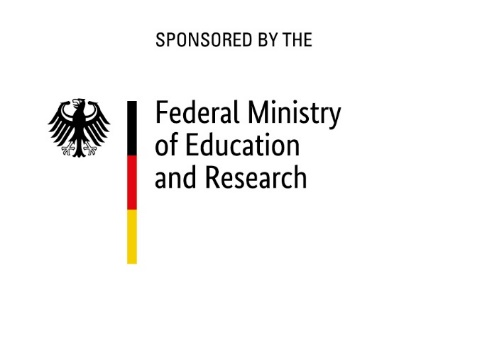 SPONSORED BY THE
Federal Ministry
of Education
and Research